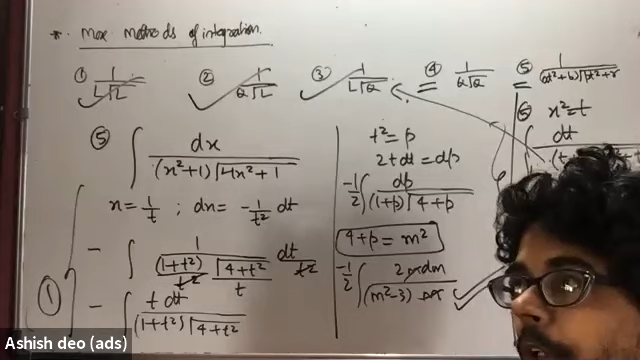 * More methods of integration.
① 1/(L√L) ② 1/(Q√L) ③ 1/(L√Q) ④ 1/(Q√Q) ⑤ 1/((ax²+b)√
⑤ ∫ dx/((x²+1)√(4x²+1))
x = 1/t ; dx = -1/t² dt
- ∫ 1/((1+t²)/t² √(4+t²)/t) dt/t²
① - ∫ t dt/((1+t²)√(4+t²))
t² = p
2t dt = dp
-1/2 ∫ dp/((1+p)√(4+p))
4+p = m²
-1/2 ∫ 2m dm/((m²-3) m)
⑥ x² = t
∫ dt
Ashish deo (ads)